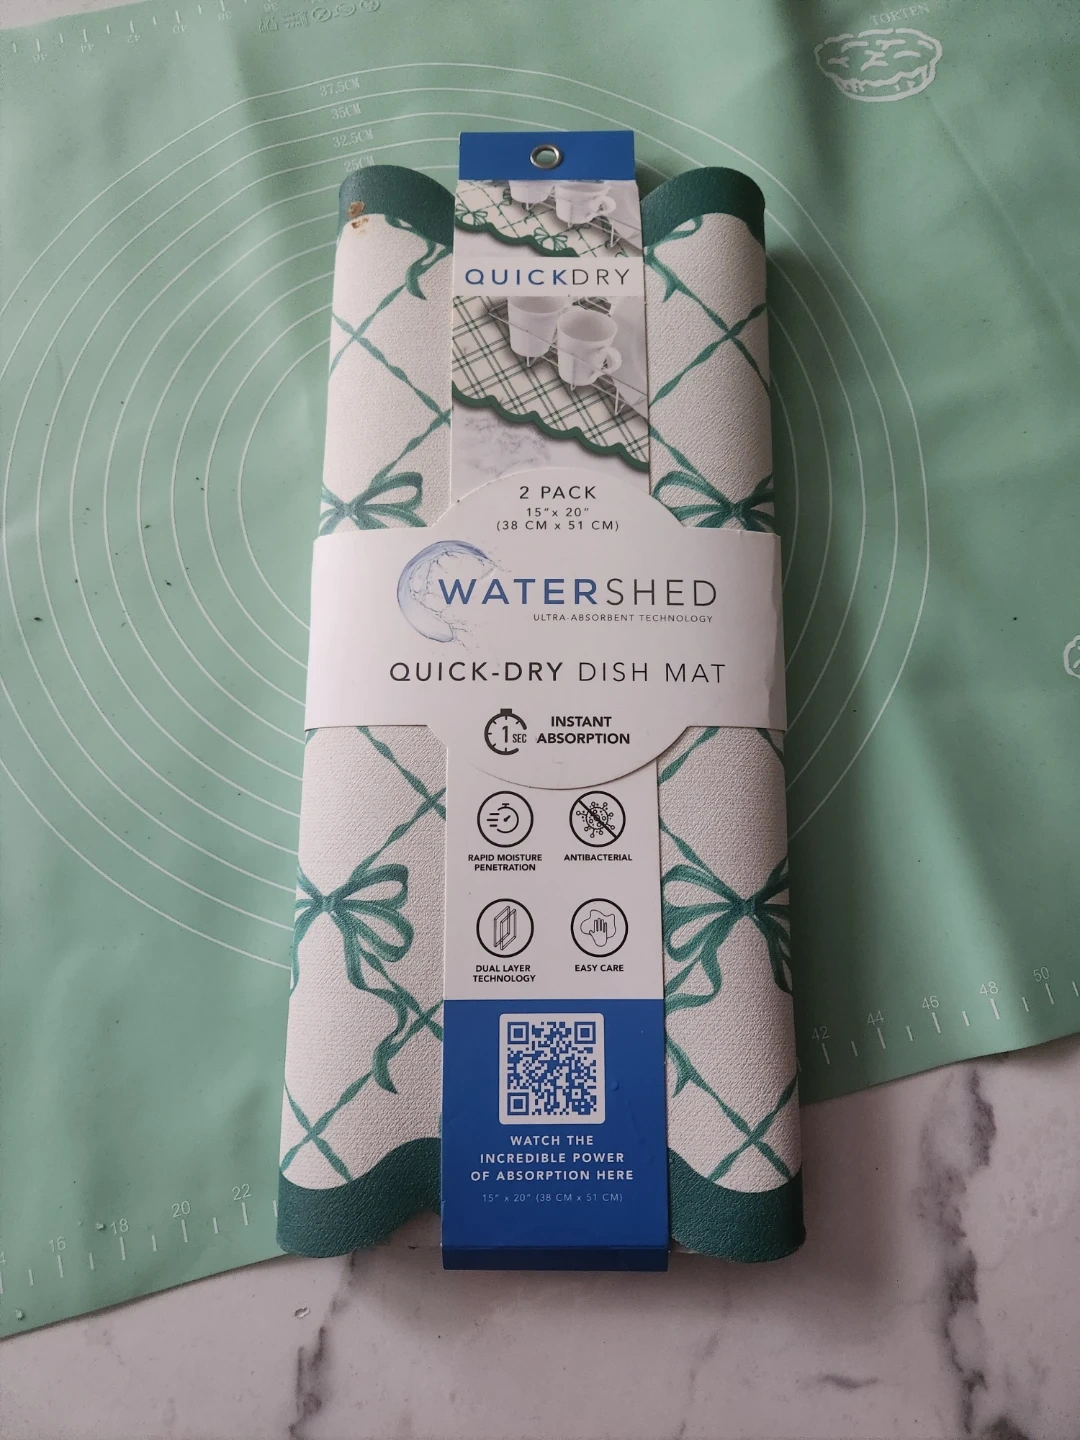 TORTEN
37.5CM
35CM
32.5CM
25CM
QUICKDRY
2 PACK
15" x 20"
(38 CM x 51 CM)
WATERSHED
ULTRA-ABSORBENT TECHNOLOGY
QUICK-DRY DISH MAT
1 SEC
INSTANT
ABSORPTION
RAPID MOISTURE
PENETRATION
ANTIBACTERIAL
DUAL LAYER
TECHNOLOGY
EASY CARE
WATCH THE
INCREDIBLE POWER
OF ABSORPTION HERE
15" x 20" (38 CM x 51 CM)
42 44 46 48 50
16 18 20 22